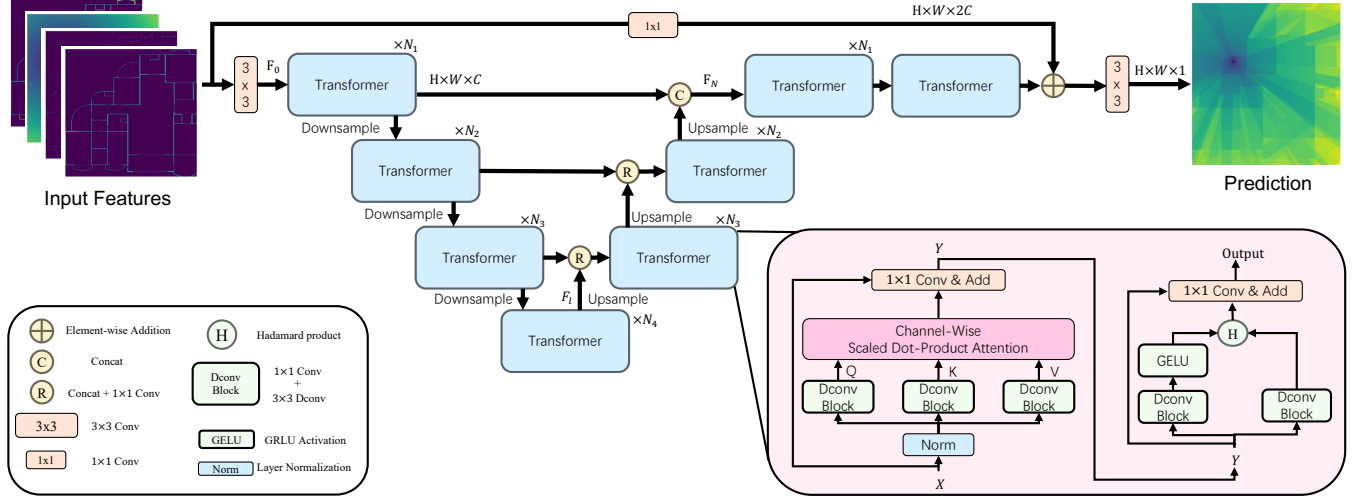 H×W×2C
1x1
×N₁
×N₁
3
x
3
F₀
Transformer
H×W×C
C
F_N
Transformer
Transformer
3
x
3
H×W×1
Downsample
×N₂
Upsample
×N₂
Input Features
Transformer
R
Transformer
Prediction
Downsample
×N₃
Upsample
×N₃
Transformer
R
Transformer
Downsample
F_l
Upsample
×N₄
Transformer
Element-wise Addition
C
Concat
R
Concat + 1×1 Conv
3x3
3×3 Conv
1x1
1×1 Conv
H
Hadamard product
Dconv
Block
1×1 Conv
+
3×3 Dconv
GELU
GRLU Activation
Norm
Layer Normalization
Y
1×1 Conv & Add
Channel-Wise
Scaled Dot-Product Attention
Q
K
V
Dconv
Block
Dconv
Block
Dconv
Block
Norm
X
Output
1×1 Conv & Add
H
GELU
Dconv
Block
Dconv
Block
Y